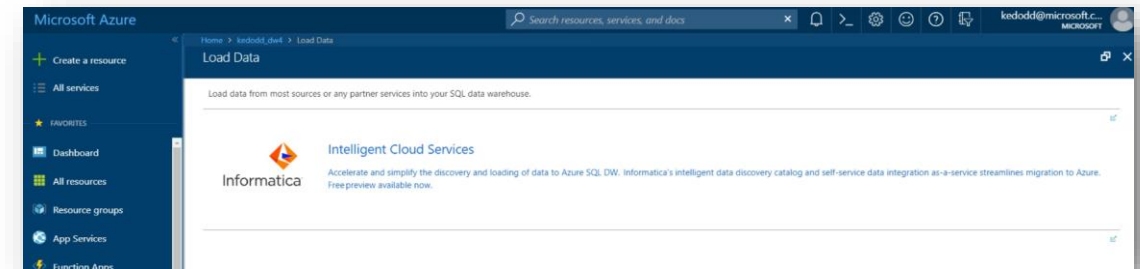 Microsoft Azure
Search resources, services, and docs
kedodd@microsoft.c...
MICROSOFT
Home > kedodd_dw4 > Load Data
Load Data
Create a resource
All services
FAVORITES
Dashboard
All resources
Resource groups
App Services
Function Apps
Load data from most sources or any partner services into your SQL data warehouse.
Informatica
Intelligent Cloud Services
Accelerate and simplify the discovery and loading of data to Azure SQL DW. Informatica's intelligent data discovery catalog and self-service data integration as-a-service streamlines migration to Azure.
Free preview available now.